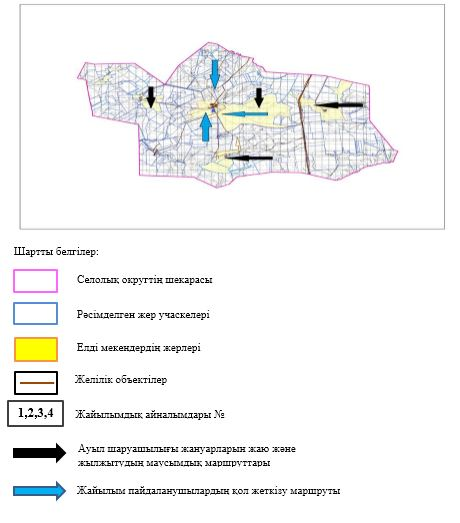 Шартты белгілер:
Селолық округтің шекарасы
Рәсімделген жер учаскелері
Елді мекендердің жерлері
Желілік объектілер
1,2,3,4 Жайылымдық айналымдары №
Ауыл шаруашылығы жануарларын жаю және
жылжытудың маусымдық маршруттары
Жайылым пайдаланушылардың қол жеткізу маршруты